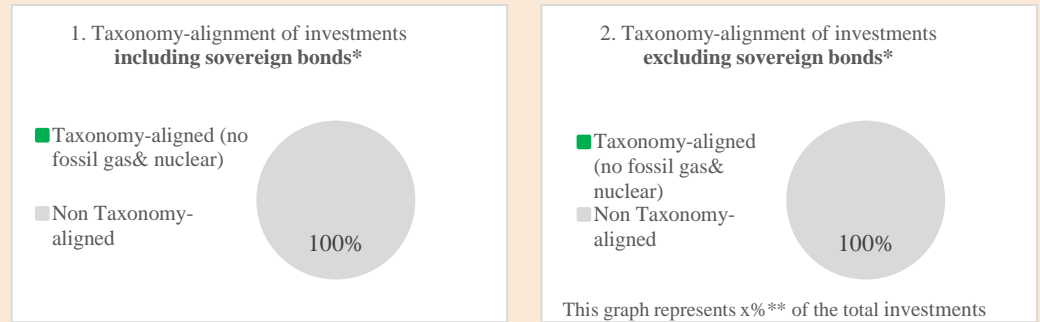 1. Taxonomy-alignment of investments
including sovereign bonds*
Taxonomy-aligned (no
fossil gas& nuclear)
Non Taxonomy-
aligned
100%
2. Taxonomy-alignment of investments
excluding sovereign bonds*
Taxonomy-aligned
(no fossil gas&
nuclear)
Non Taxonomy-
aligned
100%
This graph represents x%** of the total investments